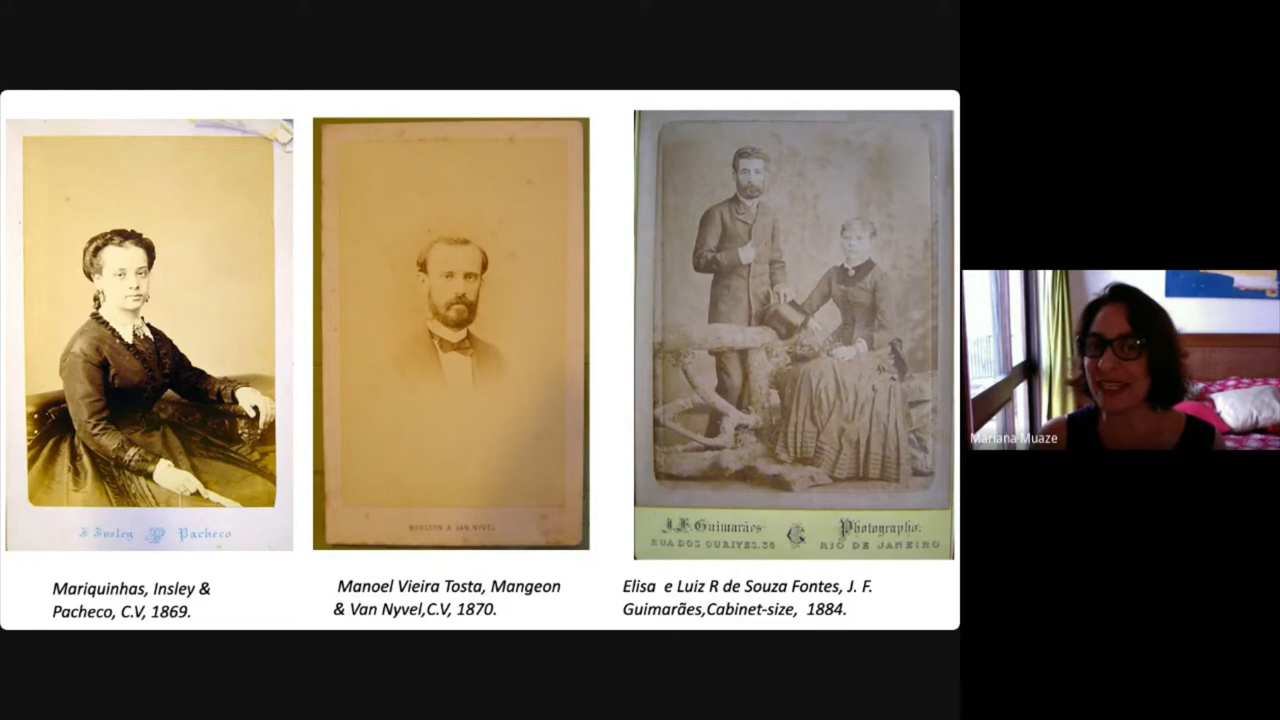 J. Insley P Pacheco
MANGEON & VAN NYVEL
J.F. Guimarães G Photographo.
RUA DOS OURIVES, 38 RIO DE JANEIRO
Mariquinhas, Insley &
Pacheco, C.V, 1869.
Manoel Vieira Tosta, Mangeon
& Van Nyvel,C.V, 1870.
Elisa e Luiz R de Souza Fontes, J. F.
Guimarães,Cabinet-size, 1884.
Mariana Muaze